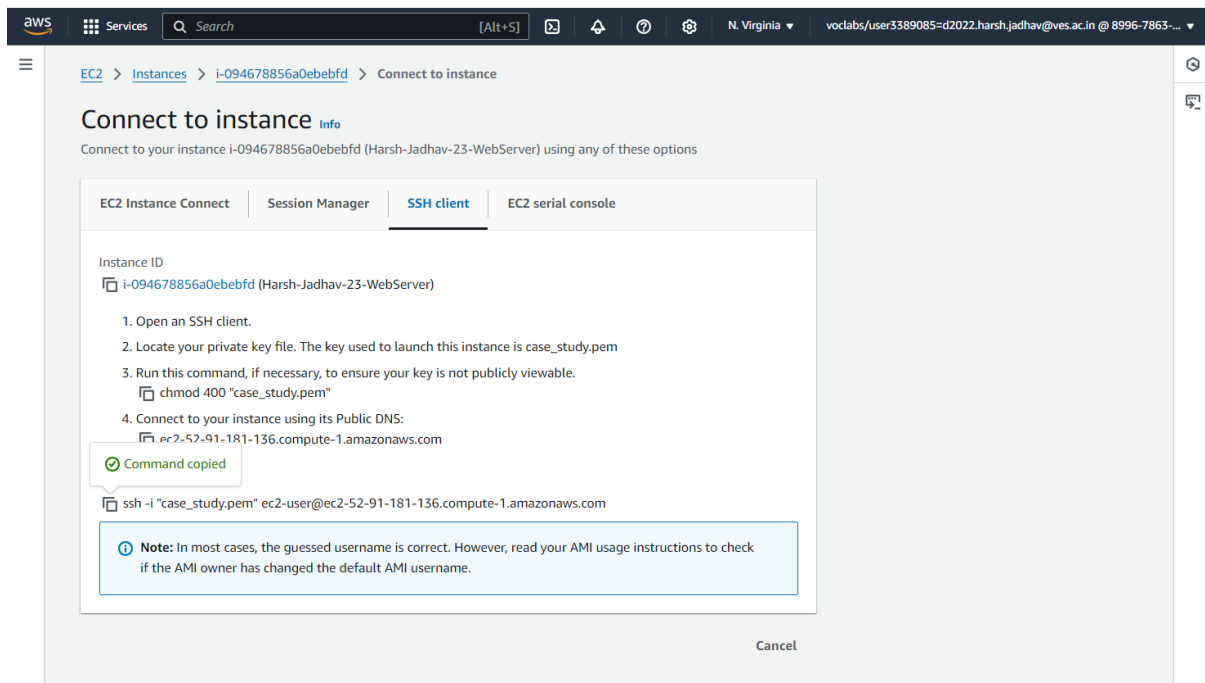 aws Services Search [Alt+S] N. Virginia voclabs/user3389085=d2022.harsh.jadhav@ves.ac.in @ 8996-7863-...
EC2 > Instances > i-094678856a0ebebfd > Connect to instance
Connect to instance Info
Connect to your instance i-094678856a0ebebfd (Harsh-Jadhav-23-WebServer) using any of these options
EC2 Instance Connect Session Manager SSH client EC2 serial console
Instance ID
i-094678856a0ebebfd (Harsh-Jadhav-23-WebServer)
1. Open an SSH client.
2. Locate your private key file. The key used to launch this instance is case_study.pem
3. Run this command, if necessary, to ensure your key is not publicly viewable.
chmod 400 "case_study.pem"
4. Connect to your instance using its Public DNS:
ec2-52-91-181-136.compute-1.amazonaws.com
Command copied
ssh -i "case_study.pem" ec2-user@ec2-52-91-181-136.compute-1.amazonaws.com
Note: In most cases, the guessed username is correct. However, read your AMI usage instructions to check
if the AMI owner has changed the default AMI username.
Cancel